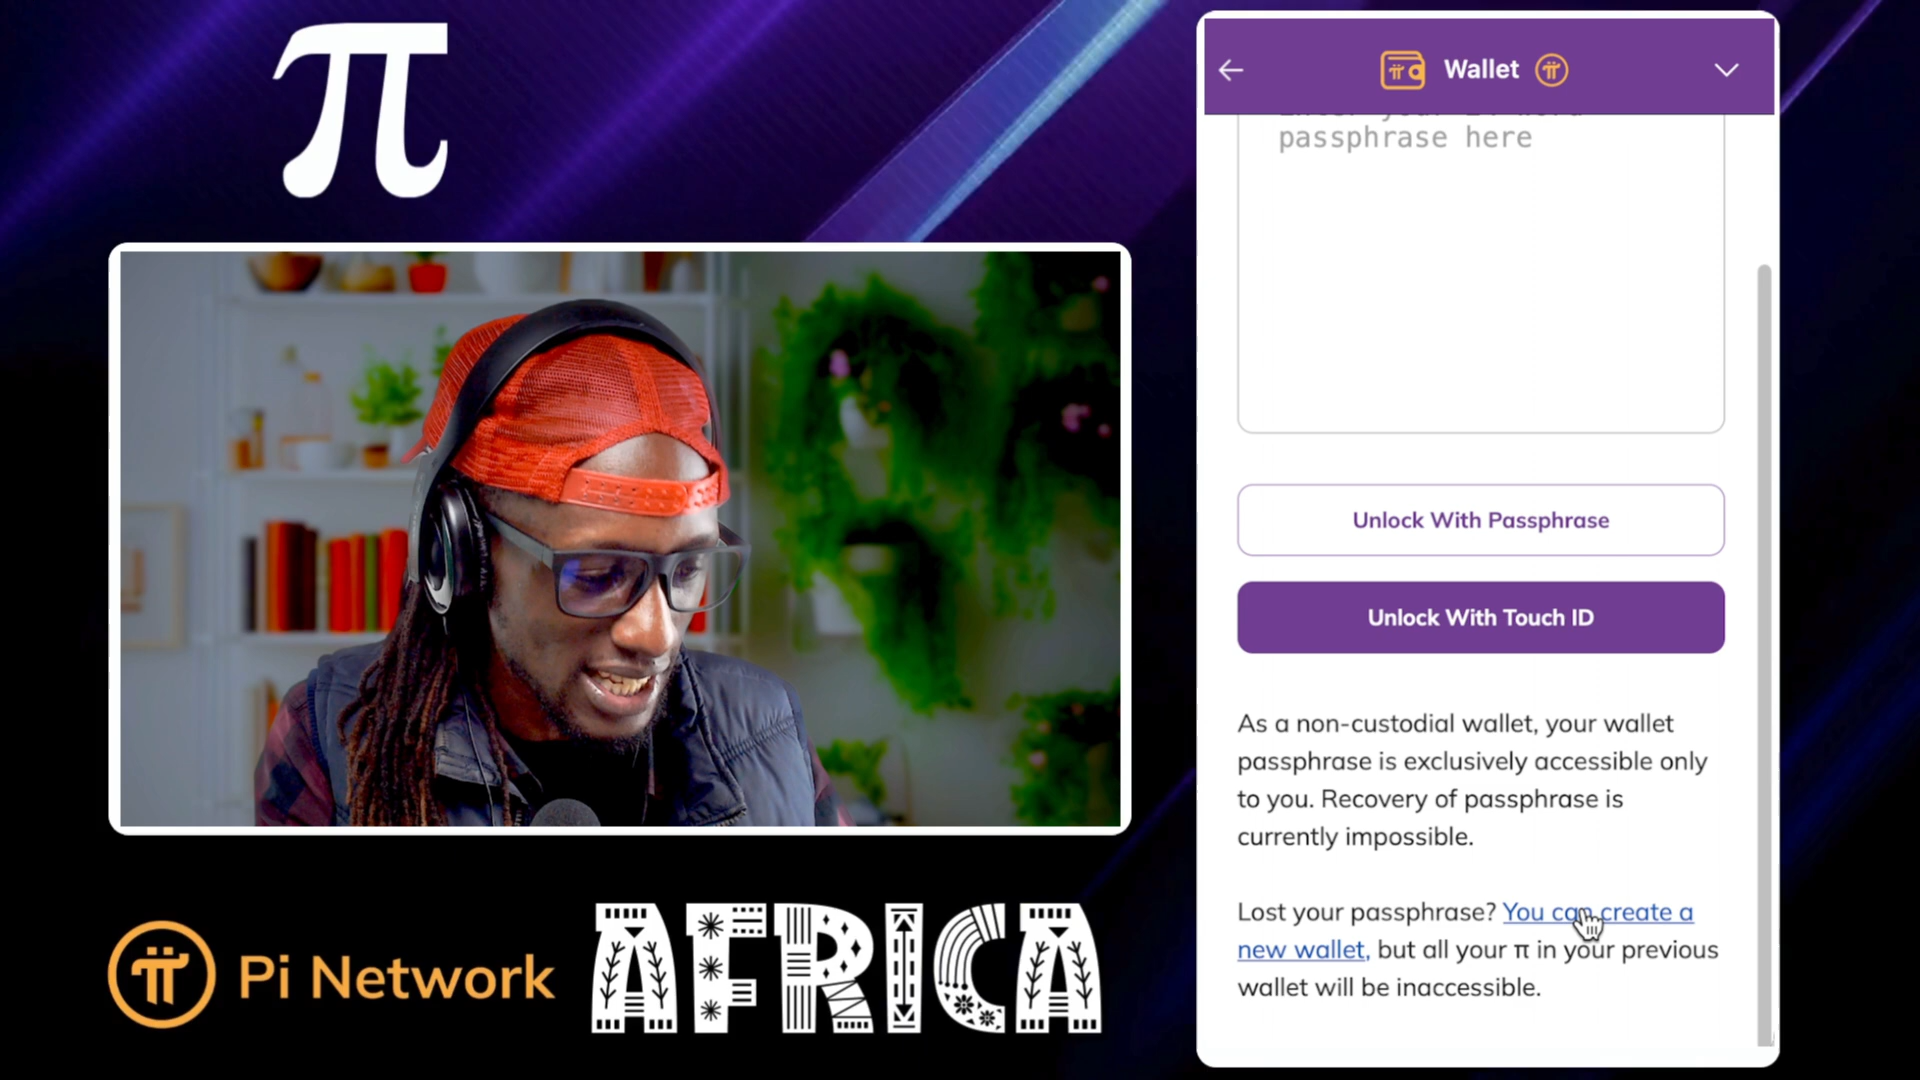 π
Wallet
passphrase here
Unlock With Passphrase
Unlock With Touch ID
As a non-custodial wallet, your wallet
passphrase is exclusively accessible only
to you. Recovery of passphrase is
currently impossible.
Lost your passphrase? You can create a
new wallet, but all your π in your previous
wallet will be inaccessible.
Pi Network
AFRICA